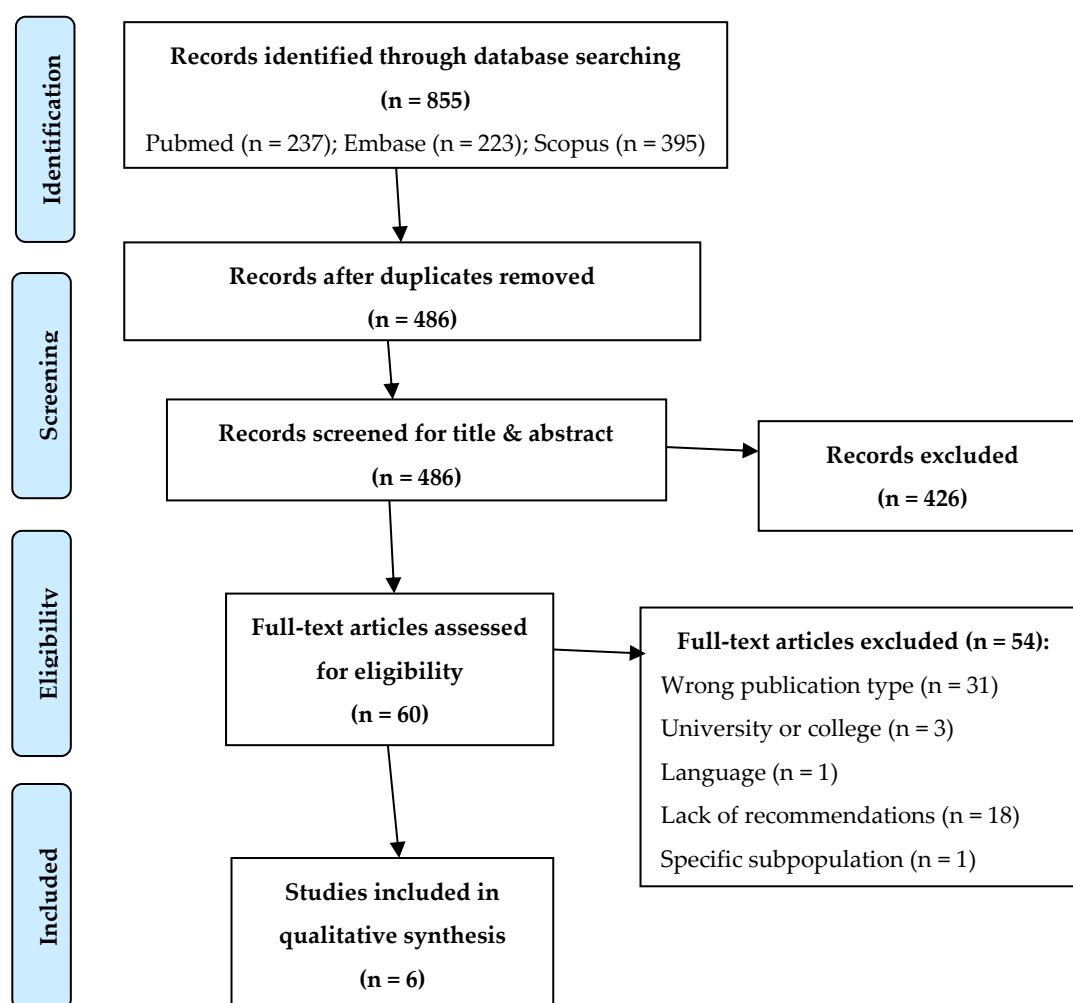 Identification
Records identified through database searching
(n = 855)
Pubmed (n = 237); Embase (n = 223); Scopus (n = 395)
Records after duplicates removed
(n = 486)
Screening
Records screened for title & abstract
(n = 486)
Records excluded
(n = 426)
Eligibility
Full-text articles assessed
for eligibility
(n = 60)
Full-text articles excluded (n = 54):
Wrong publication type (n = 31)
University or college (n = 3)
Language (n = 1)
Lack of recommendations (n = 18)
Specific subpopulation (n = 1)
Included
Studies included in
qualitative synthesis
(n = 6)